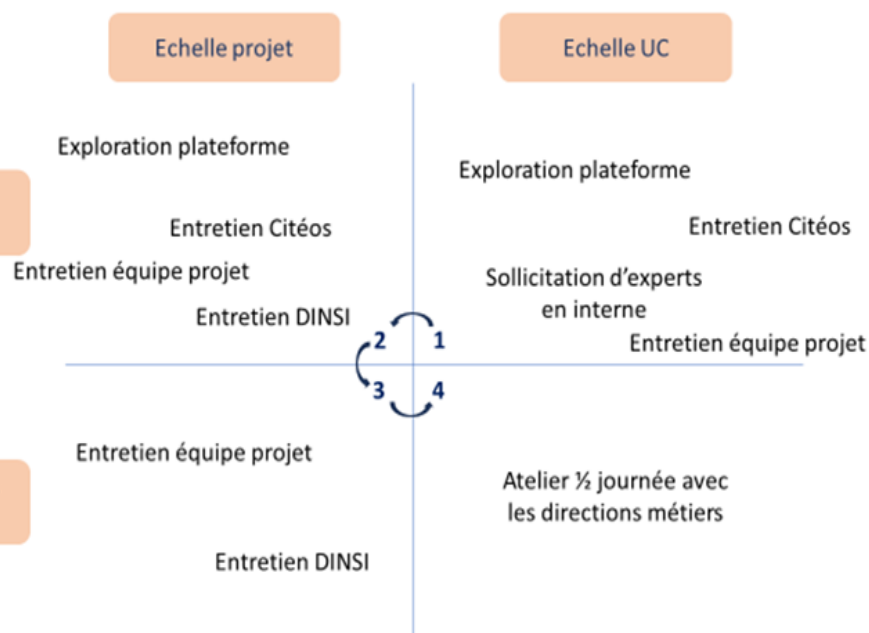 Echelle projet
Echelle UC
Exploration plateforme
Entretien Citéos
Entretien équipe projet
Entretien DINSI
Exploration plateforme
Entretien Citéos
Sollicitation d’experts
en interne
Entretien équipe projet
2
1
3
4
Entretien équipe projet
Entretien DINSI
Atelier ½ journée avec
les directions métiers